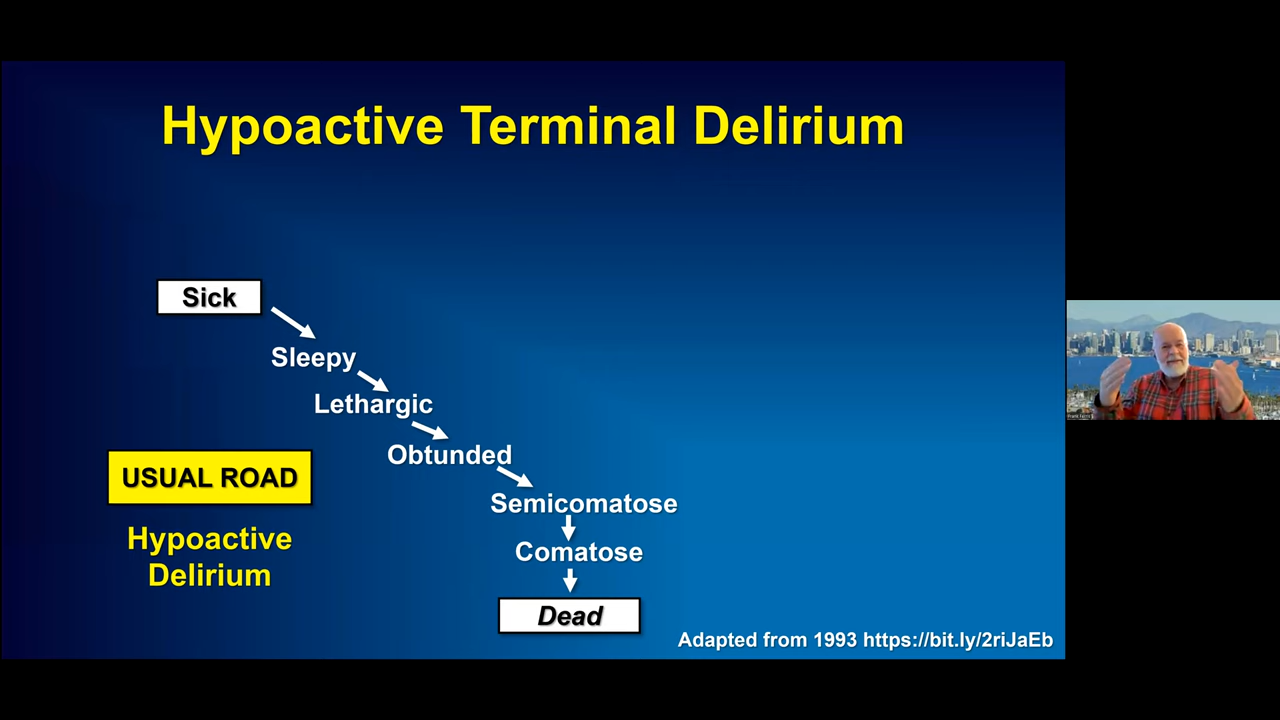 Hypoactive Terminal Delirium
Sick
Sleepy
Lethargic
Obtunded
USUAL ROAD
Hypoactive
Delirium
Semicomatose
Comatose
Dead
Adapted from 1993 https://bit.ly/2riJaEb